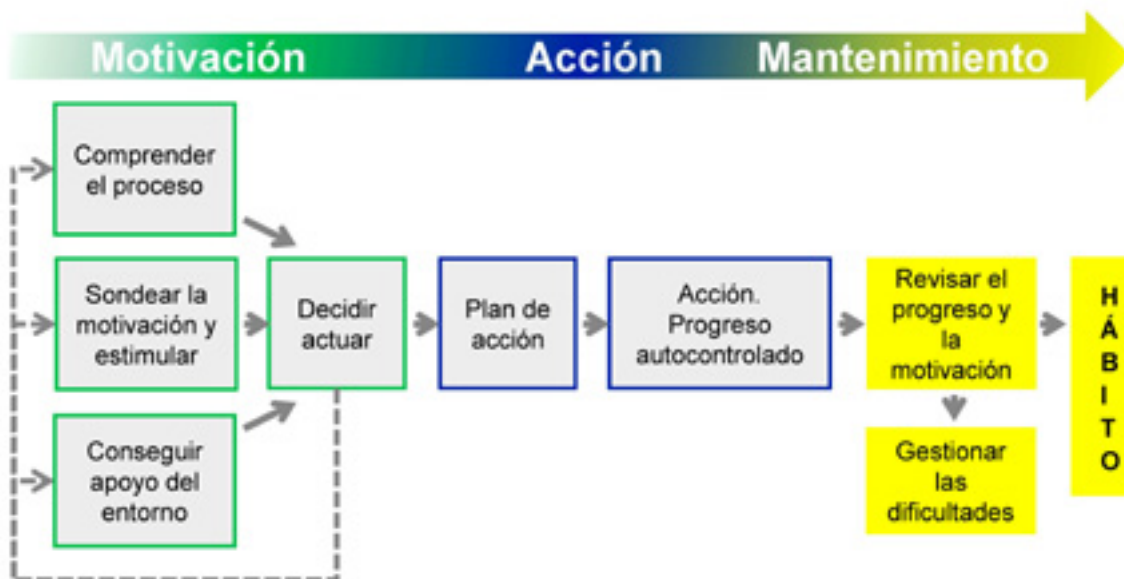 Motivación Acción Mantenimiento
Comprender
el proceso
Sondear la
motivación y
estimular
Conseguir
apoyo del
entorno
Decidir
actuar
Plan de
acción
Acción.
Progreso
autocontrolado
Revisar el
progreso y
la
motivación
Gestionar
las
dificultades
H
Á
B
I
T
O